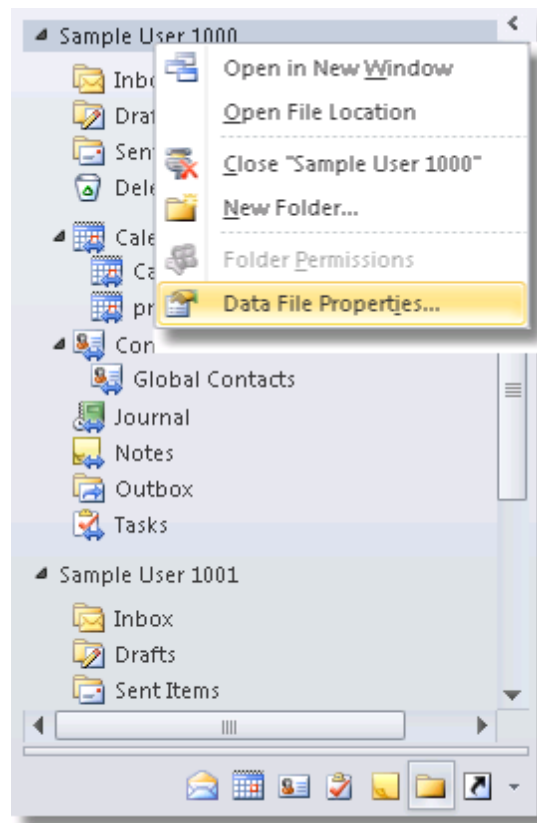 Sample User 1000
Open in New Window
Open File Location
Close "Sample User 1000"
New Folder...
Folder Permissions
Data File Properties...
Global Contacts
Journal
Notes
Outbox
Tasks
Sample User 1001
Inbox
Drafts
Sent Items